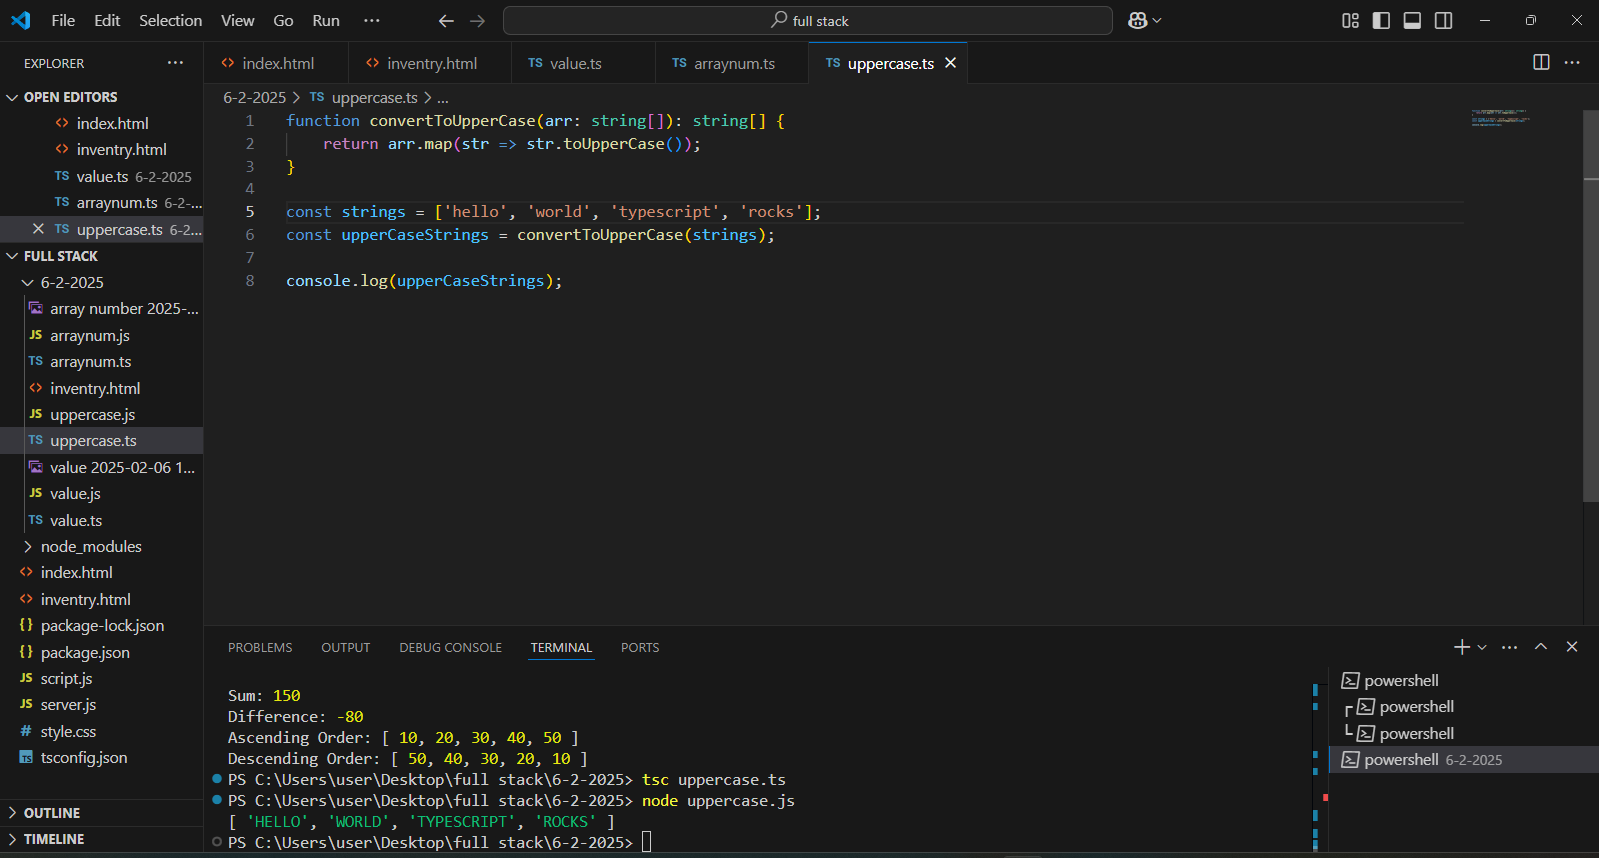 File Edit Selection View Go Run ··· full stack
EXPLORER ···
OPEN EDITORS
index.html
inventry.html
TS value.ts 6-2-2025
TS arraynum.ts 6-2-...
TS uppercase.ts 6-2...
FULL STACK
6-2-2025
array number 2025-...
JS arraynum.js
TS arraynum.ts
inventry.html
JS uppercase.js
TS uppercase.ts
value 2025-02-06 1...
JS value.js
TS value.ts
node_modules
index.html
inventry.html
{} package-lock.json
{} package.json
JS script.js
JS server.js
# style.css
TS tsconfig.json
OUTLINE
TIMELINE
index.html inventry.html TS value.ts TS arraynum.ts TS uppercase.ts
6-2-2025 > TS uppercase.ts > ...
1 function convertToUpperCase(arr: string[]): string[] {
2 return arr.map(str => str.toUpperCase());
3 }
4
5 const strings = ['hello', 'world', 'typescript', 'rocks'];
6 const upperCaseStrings = convertToUpperCase(strings);
7
8 console.log(upperCaseStrings);
PROBLEMS OUTPUT DEBUG CONSOLE TERMINAL PORTS
Sum: 150
Difference: -80
Ascending Order: [ 10, 20, 30, 40, 50 ]
Descending Order: [ 50, 40, 30, 20, 10 ]
PS C:\Users\user\Desktop\full stack\6-2-2025> tsc uppercase.ts
PS C:\Users\user\Desktop\full stack\6-2-2025> node uppercase.js
[ 'HELLO', 'WORLD', 'TYPESCRIPT', 'ROCKS' ]
PS C:\Users\user\Desktop\full stack\6-2-2025>
powershell
powershell
powershell
powershell 6-2-2025